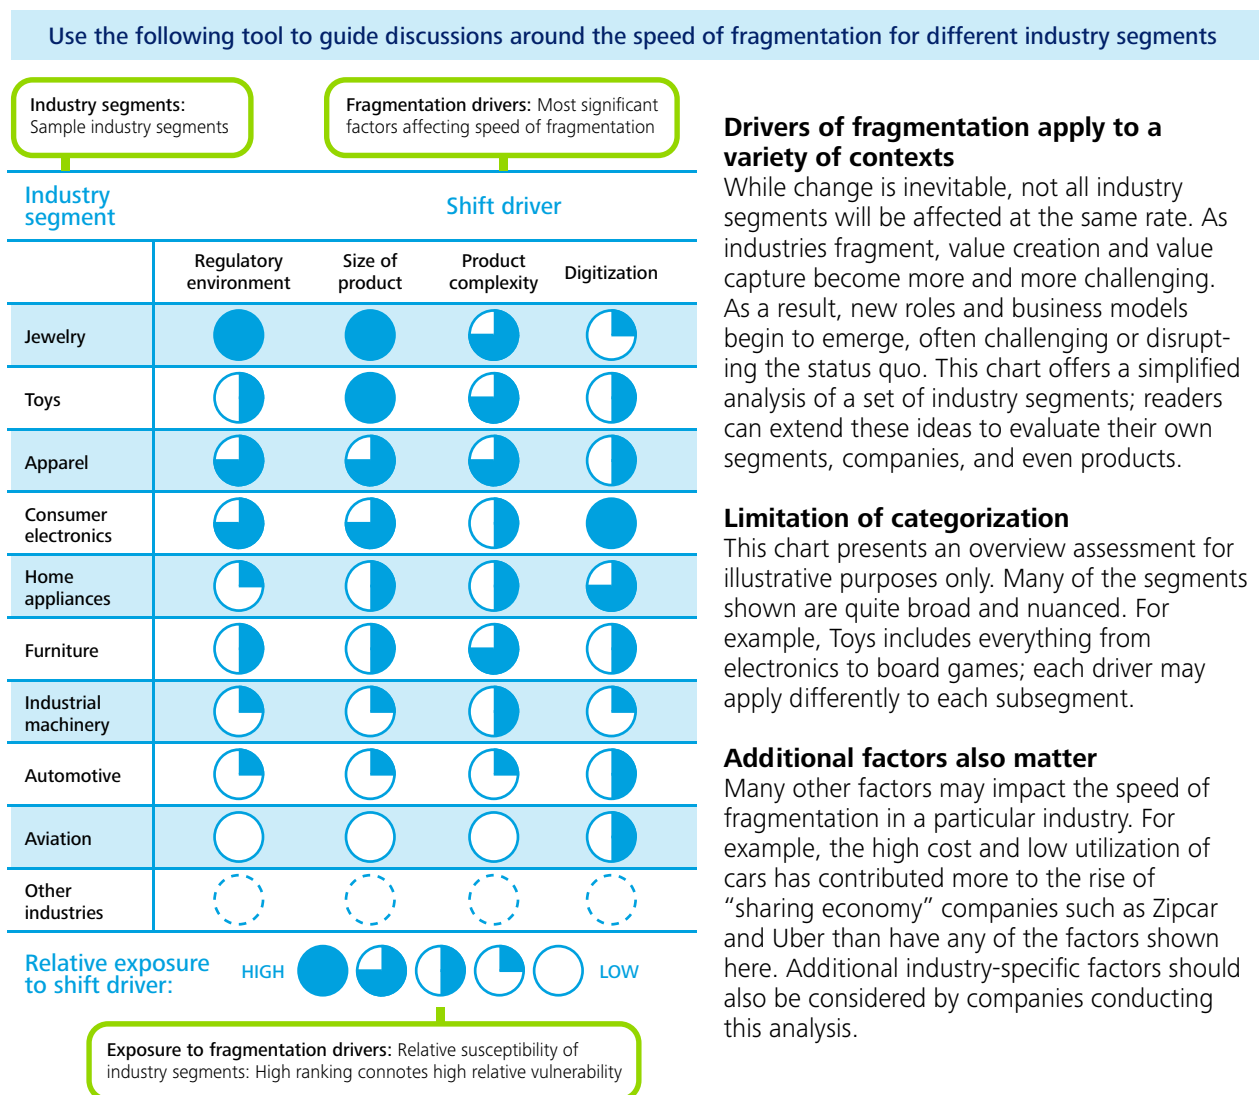 Use the following tool to guide discussions around the speed of fragmentation for different industry segments
Industry segments:
Sample industry segments
Fragmentation drivers: Most significant
factors affecting speed of fragmentation
Industry
segment
Shift driver
Regulatory
environment
Size of
product
Product
complexity
Digitization
Jewelry
Toys
Apparel
Consumer
electronics
Home
appliances
Furniture
Industrial
machinery
Automotive
Aviation
Other
industries
Relative exposure
to shift driver:
HIGH
LOW
Exposure to fragmentation drivers: Relative susceptibility of
industry segments: High ranking connotes high relative vulnerability
Drivers of fragmentation apply to a
variety of contexts
While change is inevitable, not all industry
segments will be affected at the same rate. As
industries fragment, value creation and value
capture become more and more challenging.
As a result, new roles and business models
begin to emerge, often challenging or disrupt-
ing the status quo. This chart offers a simplified
analysis of a set of industry segments; readers
can extend these ideas to evaluate their own
segments, companies, and even products.
Limitation of categorization
This chart presents an overview assessment for
illustrative purposes only. Many of the segments
shown are quite broad and nuanced. For
example, Toys includes everything from
electronics to board games; each driver may
apply differently to each subsegment.
Additional factors also matter
Many other factors may impact the speed of
fragmentation in a particular industry. For
example, the high cost and low utilization of
cars has contributed more to the rise of
“sharing economy” companies such as Zipcar
and Uber than have any of the factors shown
here. Additional industry-specific factors should
also be considered by companies conducting
this analysis.